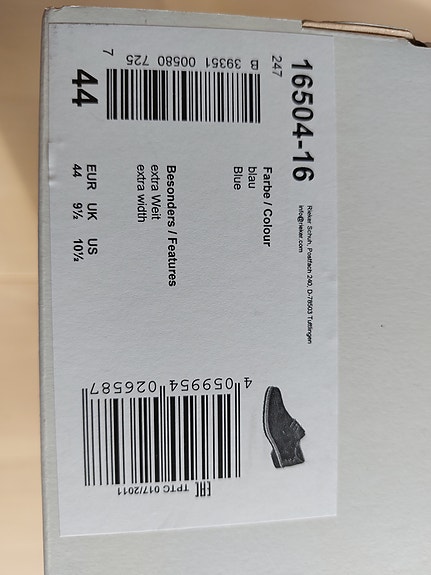 16504-16
Rieker Schuh, Postfach 240, D-78503 Tuttlingen
info@rieker.com
247
B 39351 00580 725
7
44
Farbe / Colour
blau
Blue
Besonders / Features
extra Weit
extra width
EUR UK US
44 9½ 10½
4 059954 026587
EAC
TPTC 017/2011